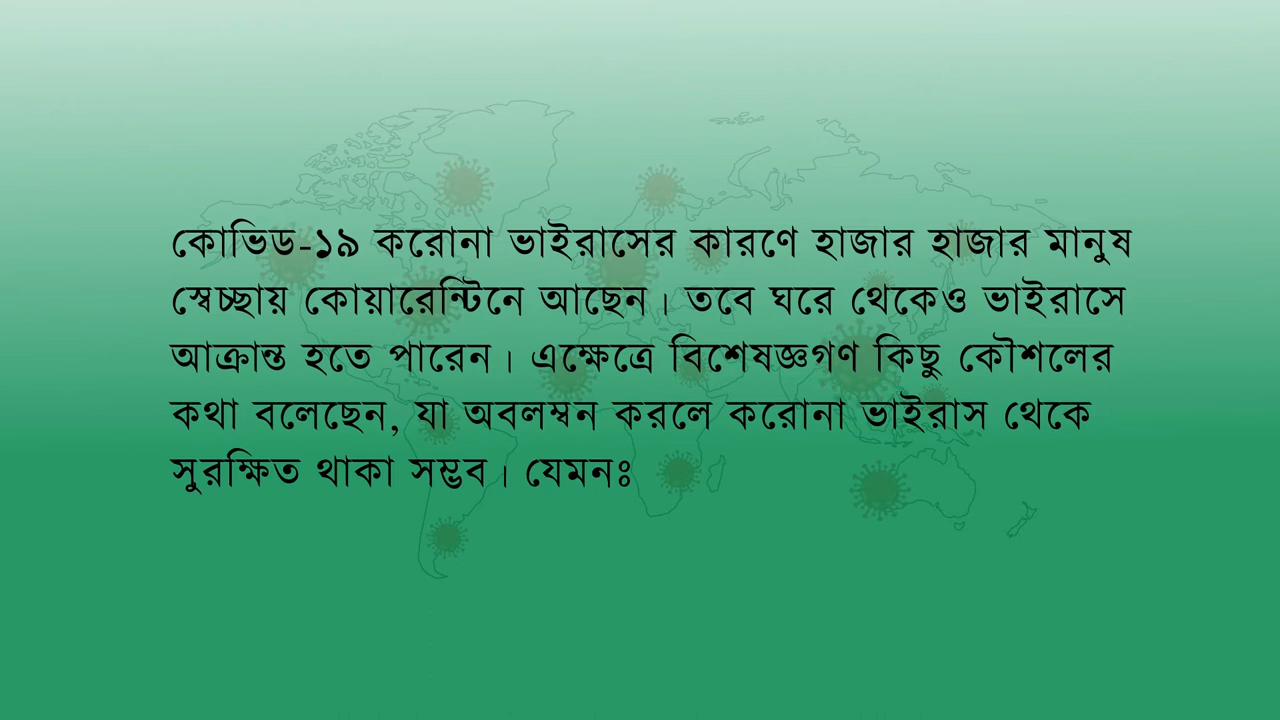 কোভিড-১৯ করোনা ভাইরাসের কারণে হাজার হাজার মানুষ
স্বেচ্ছায় কোয়ারেন্টিনে আছেন। তবে ঘরে থেকেও ভাইরাসে
আক্রান্ত হতে পারেন। এক্ষেত্রে বিশেষজ্ঞগণ কিছু কৌশলের
কথা বলেছেন, যা অবলম্বন করলে করোনা ভাইরাস থেকে
সুরক্ষিত থাকা সম্ভব। যেমনঃ